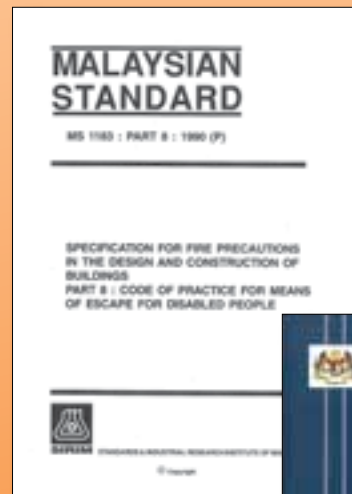 MALAYSIAN
STANDARD
MS 1183 : PART 8 : 1990 (P)
SPECIFICATION FOR FIRE PRECAUTIONS
IN THE DESIGN AND CONSTRUCTION OF
BUILDINGS
PART 8 : CODE OF PRACTICE FOR MEANS
OF ESCAPE FOR DISABLED PEOPLE
SIRIM
STANDARDS & INDUSTRIAL RESEARCH INSTITUTE OF
© Copyright